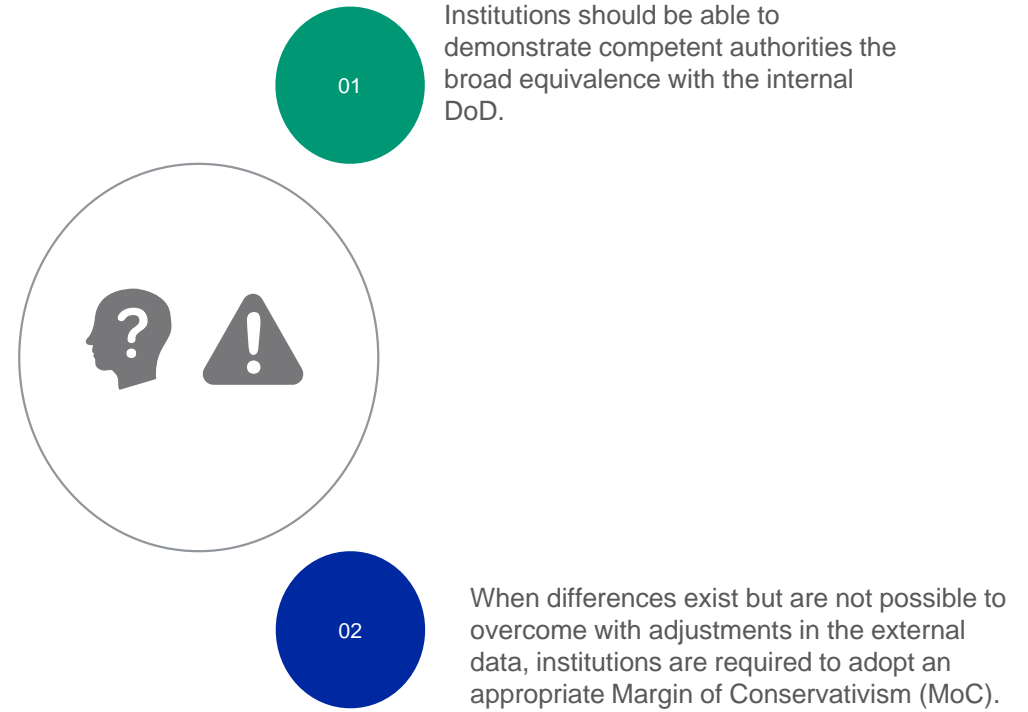 01
Institutions should be able to
demonstrate competent authorities the
broad equivalence with the internal
DoD.
?
!
02
When differences exist but are not possible to
overcome with adjustments in the external
data, institutions are required to adopt an
appropriate Margin of Conservativism (MoC).